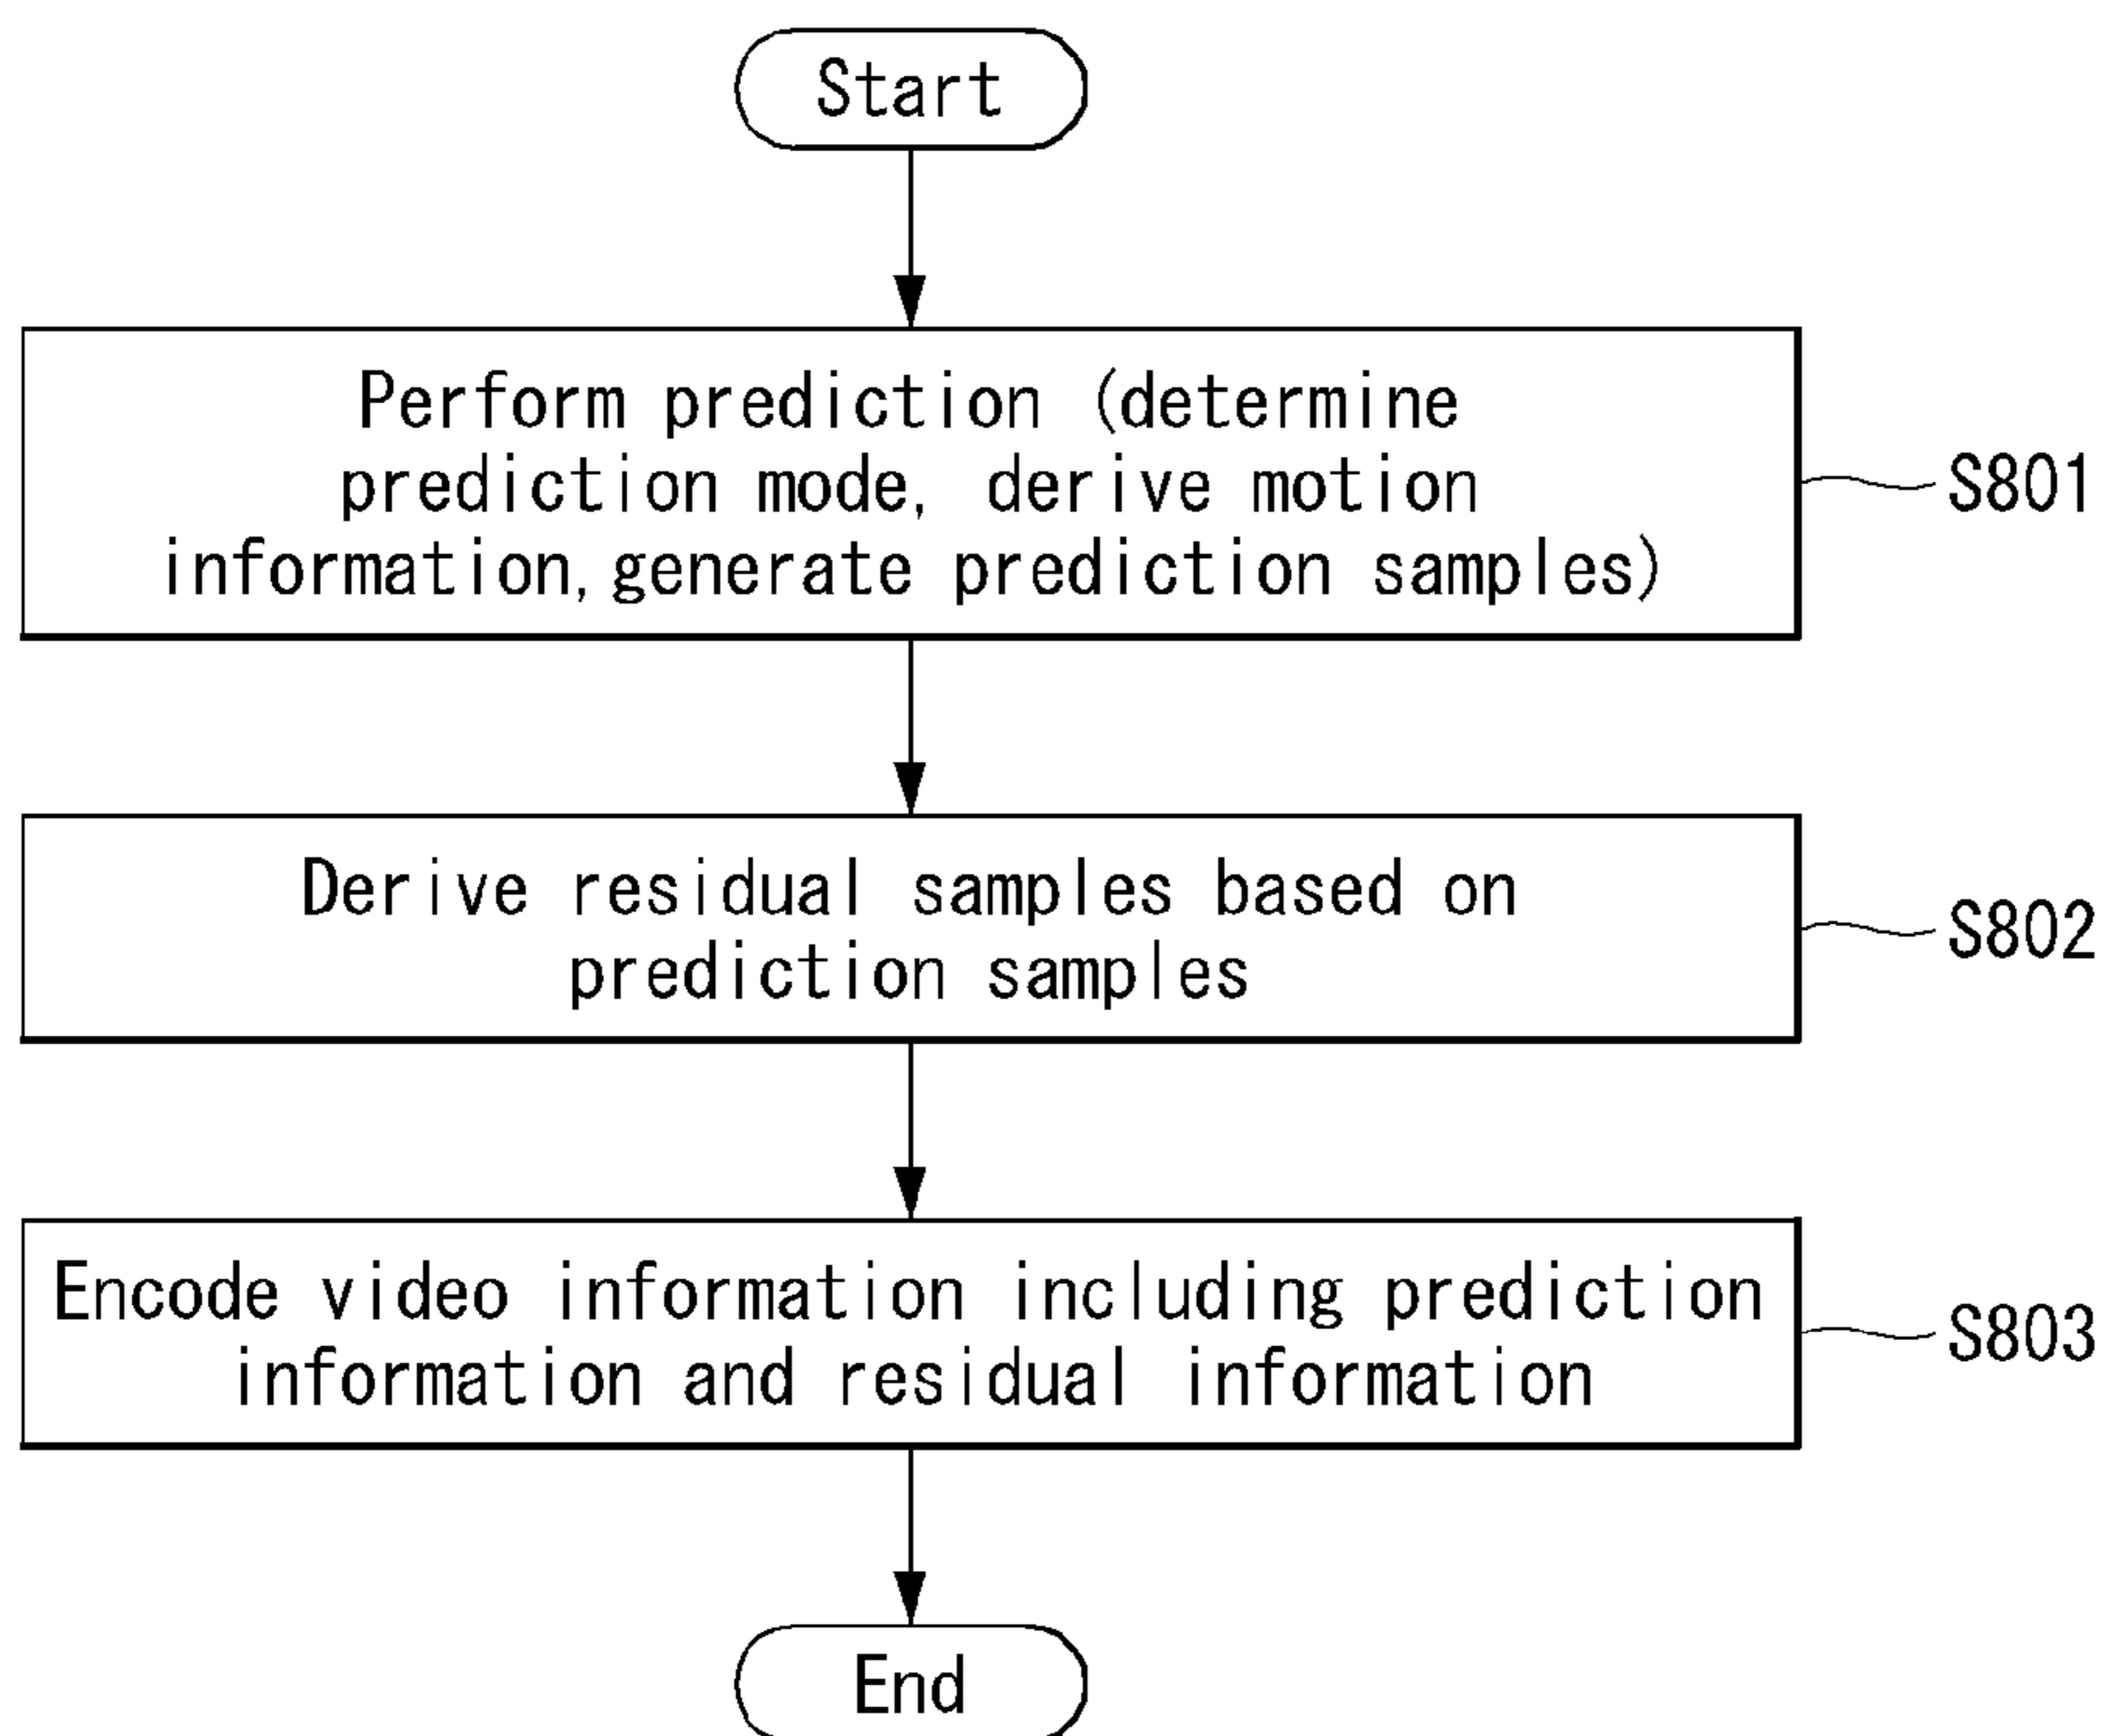 Start
Perform prediction (determine
prediction mode, derive motion
information, generate prediction samples)
S801
Derive residual samples based on
prediction samples
S802
Encode video information including prediction
information and residual information
S803
End